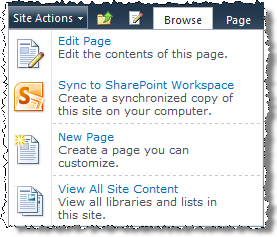 Site Actions Browse Page
Edit Page
Edit the contents of this page.
Sync to SharePoint Workspace
Create a synchronized copy of
this site on your computer.
New Page
Create a page you can
customize.
View All Site Content
View all libraries and lists in
this site.